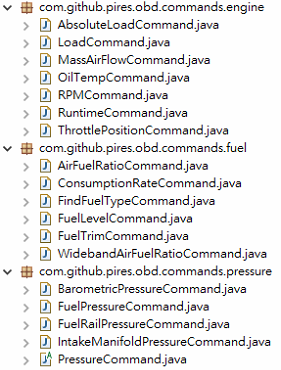 com.github.pires.obd.commands.engine
AbsoluteLoadCommand.java
LoadCommand.java
MassAirFlowCommand.java
OilTempCommand.java
RPMCommand.java
RuntimeCommand.java
ThrottlePositionCommand.java
com.github.pires.obd.commands.fuel
AirFuelRatioCommand.java
ConsumptionRateCommand.java
FindFuelTypeCommand.java
FuelLevelCommand.java
FuelTrimCommand.java
WidebandAirFuelRatioCommand.java
com.github.pires.obd.commands.pressure
BarometricPressureCommand.java
FuelPressureCommand.java
FuelRailPressureCommand.java
IntakeManifoldPressureCommand.java
PressureCommand.java